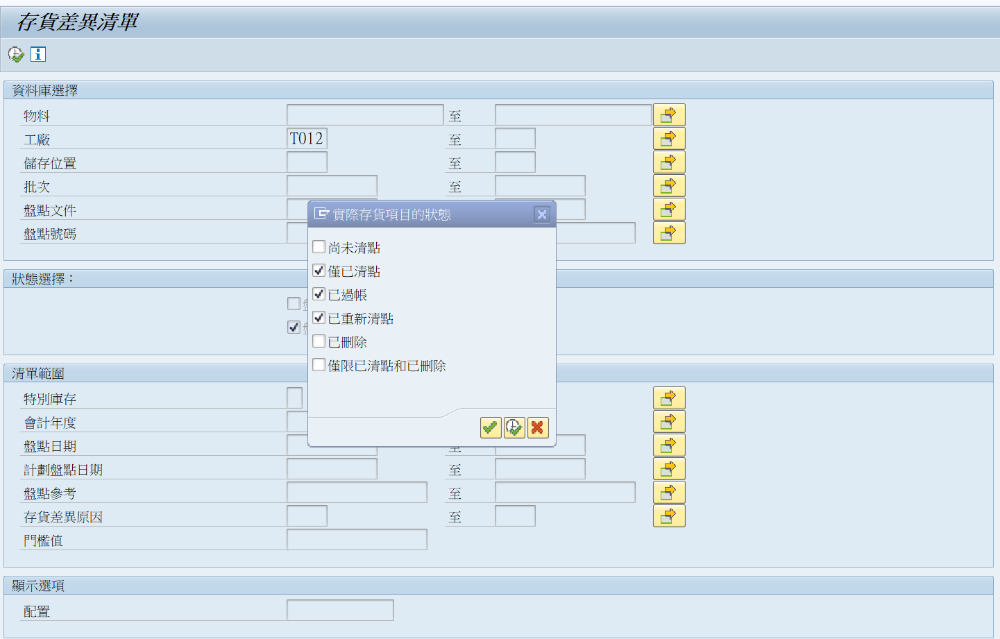 存貨差異清單
資料庫選擇
物料 至
工廠 T012 至
儲存位置 至
批次 至
盤點文件
盤點號碼
實際存貨項目的狀態
尚未清點
僅已清點
已過帳
已重新清點
已刪除
僅限已清點和已刪除
狀態選擇：
清單範圍
特別庫存
會計年度
盤點日期 至
計劃盤點日期 至
盤點參考 至
存貨差異原因 至
門檻值
顯示選項
配置